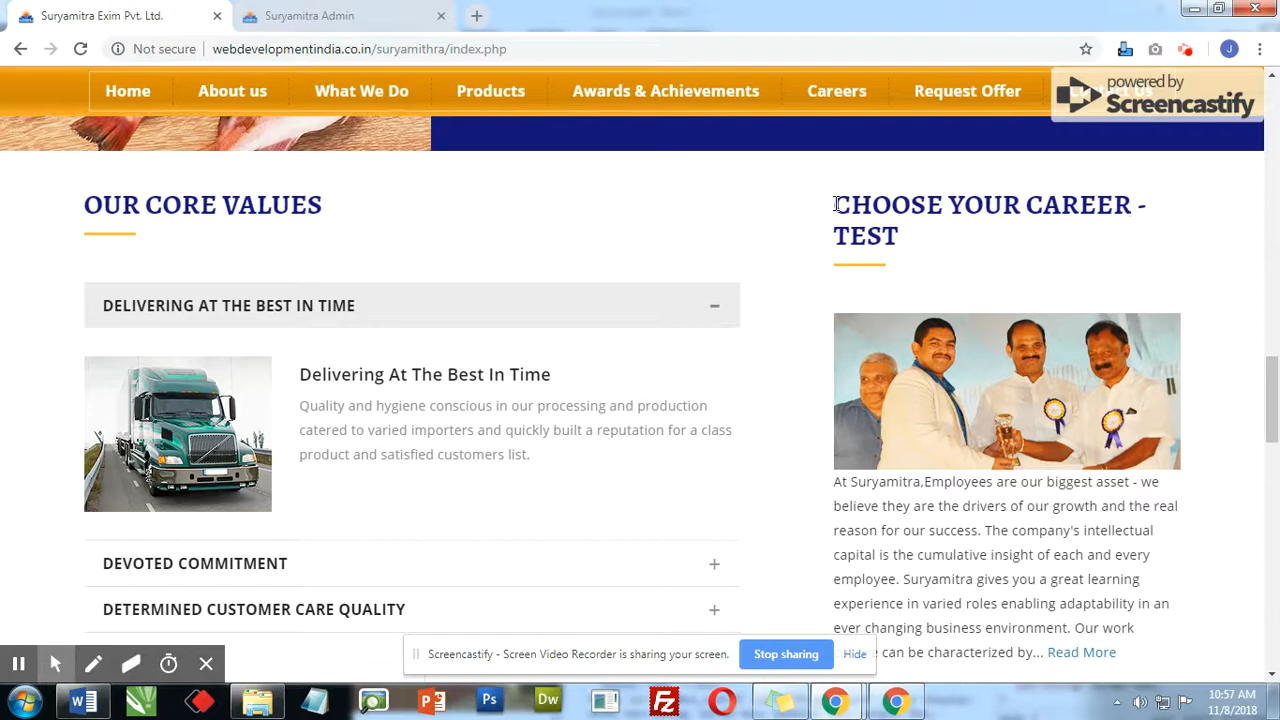 Suryamitra Exim Pvt. Ltd.
Suryamitra Admin
Not secure
webdevelopmentindia.co.in/suryamithra/index.php
J
Home
About us
What We Do
Products
Awards & Achievements
Careers
Request Offer
powered by
Screencastify
OUR CORE VALUES
DELIVERING AT THE BEST IN TIME
Delivering At The Best In Time
Quality and hygiene conscious in our processing and production
catered to varied importers and quickly built a reputation for a class
product and satisfied customers list.
DEVOTED COMMITMENT
DETERMINED CUSTOMER CARE QUALITY
CHOOSE YOUR CAREER -
TEST
At Suryamitra,Employees are our biggest asset - we
believe they are the drivers of our growth and the real
reason for our success. The company's intellectual
capital is the cumulative insight of each and every
employee. Suryamitra gives you a great learning
experience in varied roles enabling adaptability in an
ever changing business environment. Our work
can be characterized by... Read More
Screencastify - Screen Video Recorder is sharing your screen.
Stop sharing
Hide
W
P
Ps
Dw
Fz
10:57 AM
11/8/2018